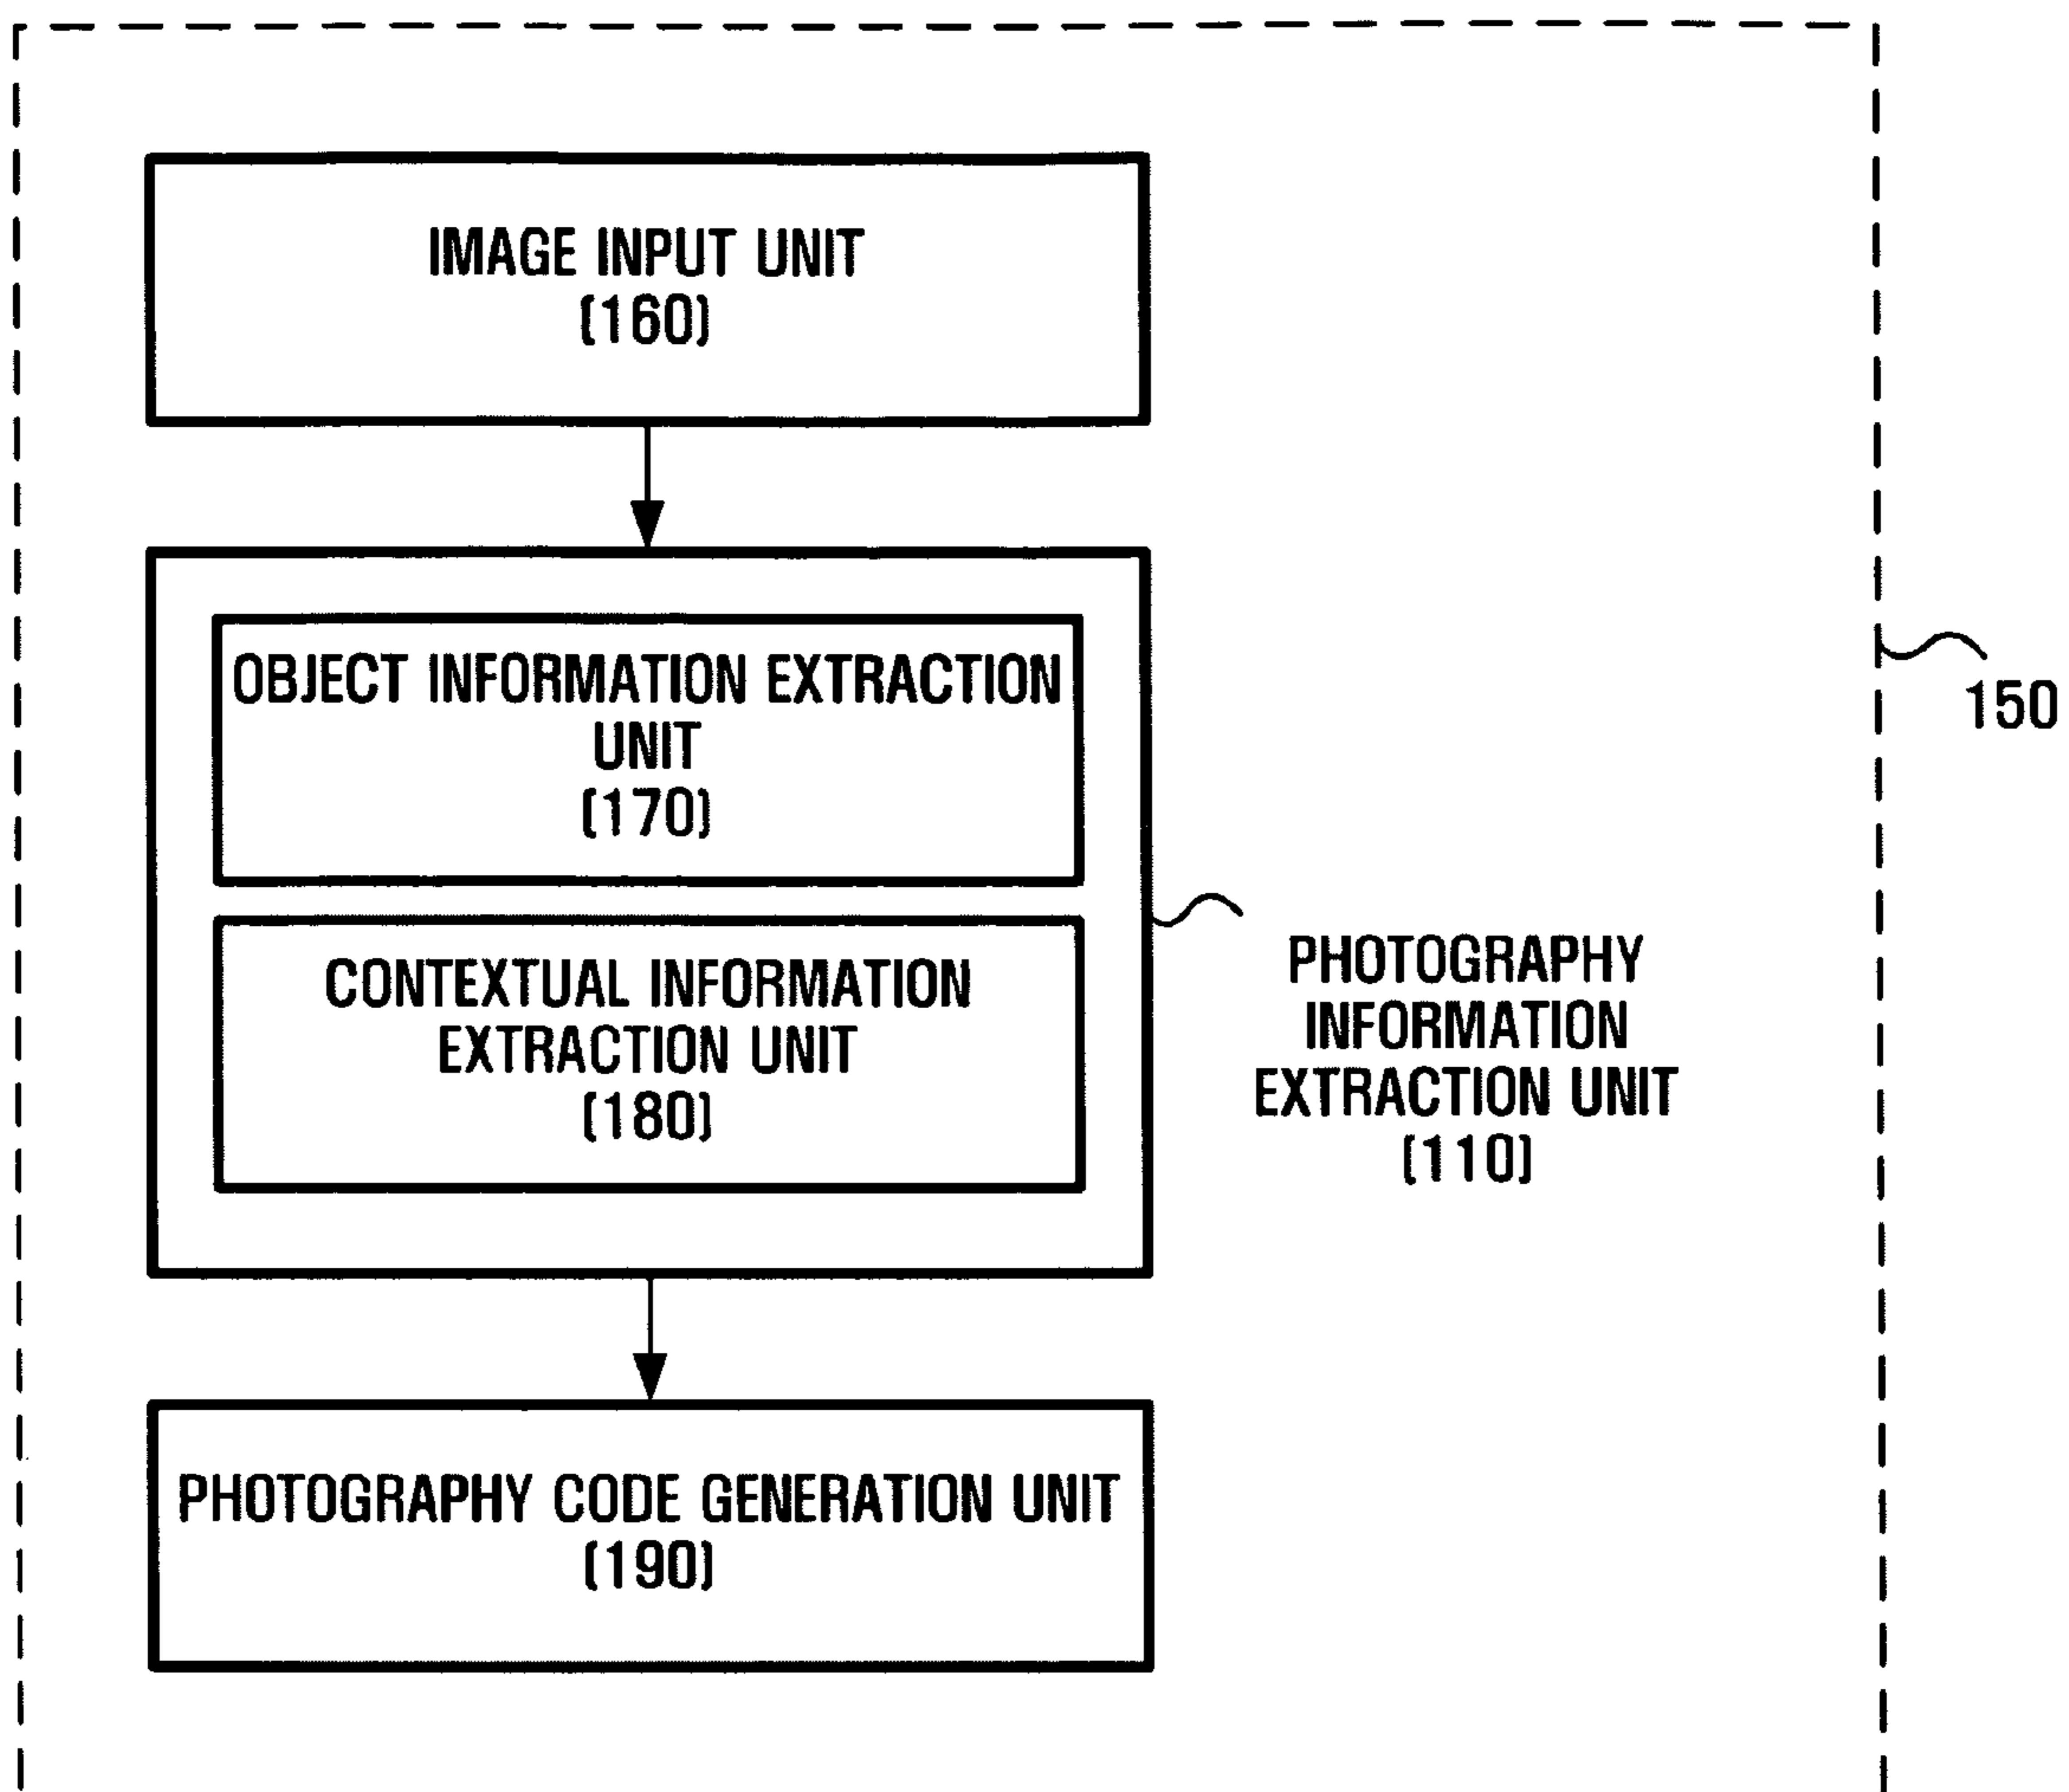 IMAGE INPUT UNIT
(160)
OBJECT INFORMATION EXTRACTION
UNIT
(170)
150
CONTEXTUAL INFORMATION
EXTRACTION UNIT
(180)
PHOTOGRAPHY
INFORMATION
EXTRACTION UNIT
(110)
PHOTOGRAPHY CODE GENERATION UNIT
(190)